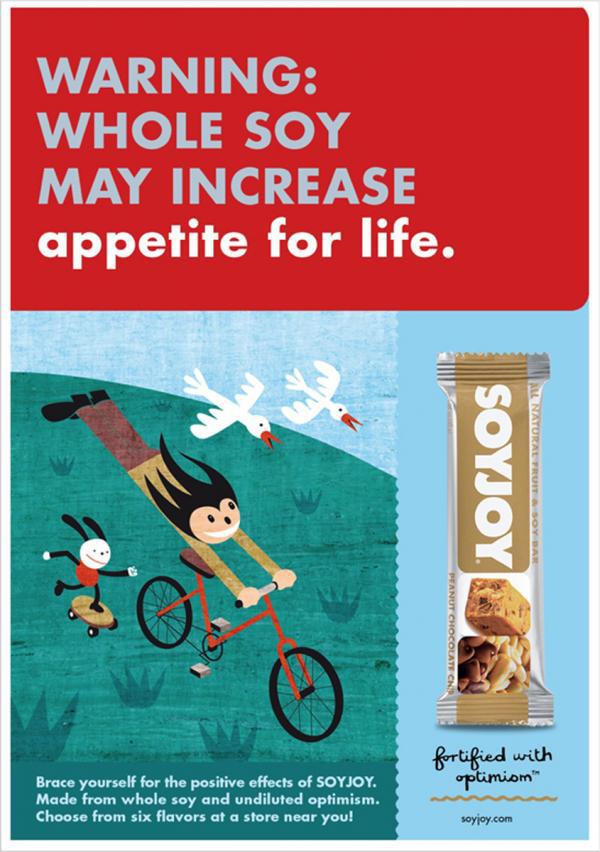 WARNING:
WHOLE SOY
MAY INCREASE
appetite for life.
SOYJOY®
ALL NATURAL FRUIT & SOY BAR
PEANUT CHOCOLATE CHIP
fortified with
optimism™
soyjoy.com
Brace yourself for the positive effects of SOYJOY.
Made from whole soy and undiluted optimism.
Choose from six flavors at a store near you!